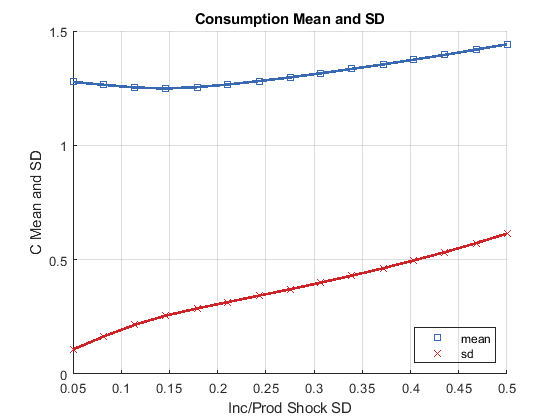 Consumption Mean and SD
1.5
1
0.5
0
C Mean and SD
0.05 0.1 0.15 0.2 0.25 0.3 0.35 0.4 0.45 0.5
Inc/Prod Shock SD
mean
sd